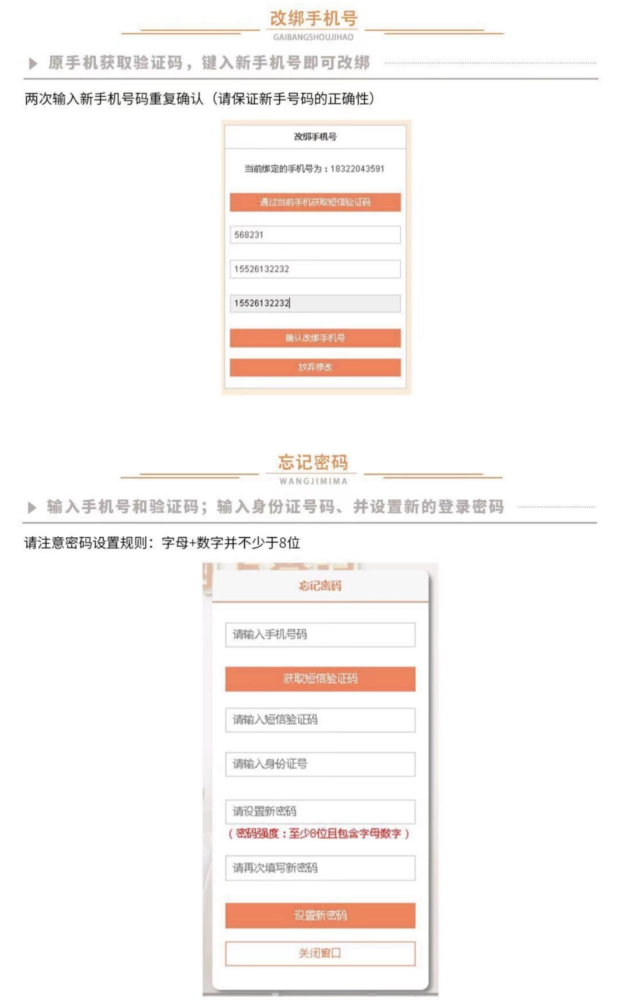 改绑手机号
GAIBANGSHOUJIHAO
原手机获取验证码，键入新手机号即可改绑
两次输入新手机号码重复确认（请保证新手号码的正确性）
改绑手机号
当前绑定的手机号为：18322043591
通过当前手机获取短信验证码
568231
15526132232
15526132232
确认改绑手机号
放弃修改
忘记密码
WANGJIMIMA
输入手机号和验证码；输入身份证号码、并设置新的登录密码
请注意密码设置规则：字母+数字并不少于8位
忘记密码
请输入手机号码
获取短信验证码
请输入短信验证码
请输入身份证号
请设置新密码
（密码强度：至少8位且包含字母数字）
请再次填写新密码
设置新密码
关闭窗口